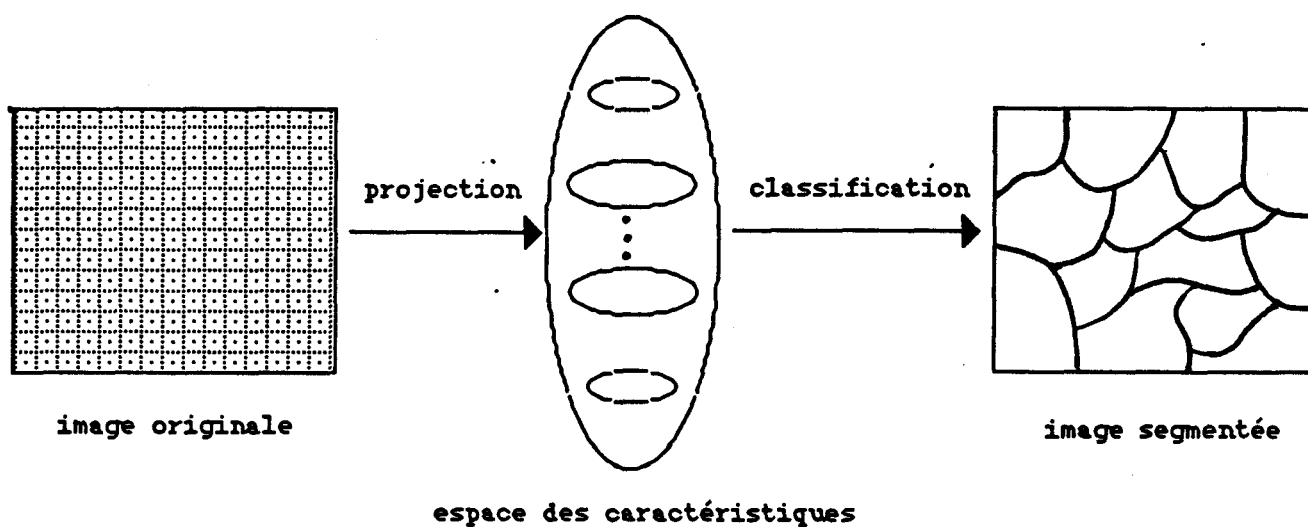 projection
classification
image originale
image segmentée
espace des caractéristiques